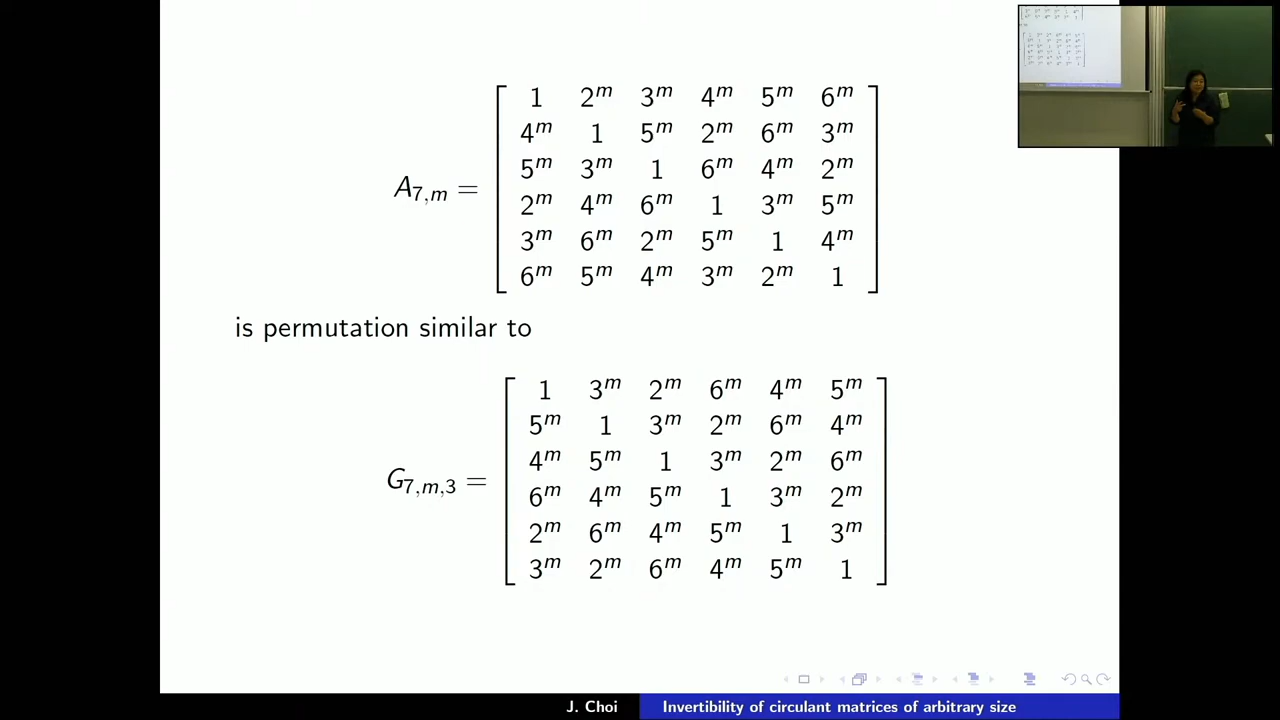 1 2^m 3^m 4^m 5^m 6^m
4^m 1 5^m 2^m 6^m 3^m
5^m 3^m 1 6^m 4^m 2^m
A_{7,m} =
2^m 4^m 6^m 1 3^m 5^m
3^m 6^m 2^m 5^m 1 4^m
6^m 5^m 4^m 3^m 2^m 1
is permutation similar to
1 3^m 2^m 6^m 4^m 5^m
5^m 1 3^m 2^m 6^m 4^m
4^m 5^m 1 3^m 2^m 6^m
G_{7,m,3} =
6^m 4^m 5^m 1 3^m 2^m
2^m 6^m 4^m 5^m 1 3^m
3^m 2^m 6^m 4^m 5^m 1
J. Choi
Invertibility of circulant matrices of arbitrary size